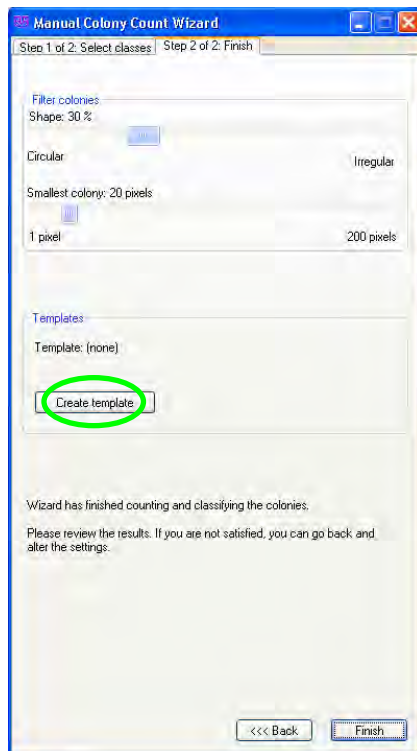 Manual Colony Count Wizard
Step 1 of 2: Select classes Step 2 of 2: Finish
Filter colonies
Shape: 30 %
Circular Irregular
Smallest colony: 20 pixels
1 pixel 200 pixels
Templates
Template: (none)
Create template
Wizard has finished counting and classifying the colonies.
Please review the results. If you are not satisfied, you can go back and
alter the settings.
<<< Back Finish